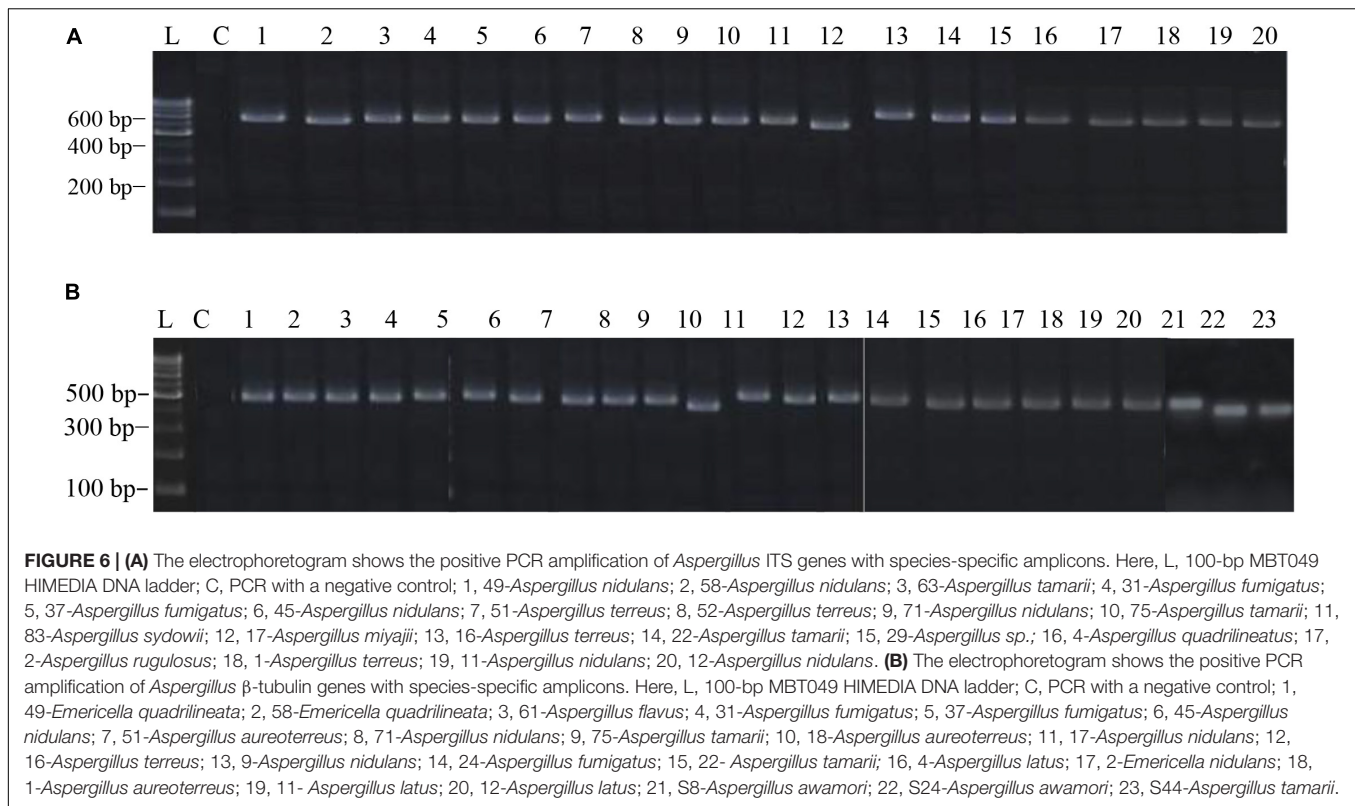 A
L C 1 2 3 4 5 6 7 8 9 10 11 12 13 14 15 16 17 18 19 20
600 bp–
400 bp–
200 bp–
B
L C 1 2 3 4 5 6 7 8 9 10 11 12 13 14 15 16 17 18 19 20 21 22 23
500 bp–
300 bp–
100 bp–
FIGURE 6 | (A) The electrophoretogram shows the positive PCR amplification of Aspergillus ITS genes with species-specific amplicons. Here, L, 100-bp MBT049
HIMEDIA DNA ladder; C, PCR with a negative control; 1, 49-Aspergillus nidulans; 2, 58-Aspergillus nidulans; 3, 63-Aspergillus tamarii; 4, 31-Aspergillus fumigatus;
5, 37-Aspergillus fumigatus; 6, 45-Aspergillus nidulans; 7, 51-Aspergillus terreus; 8, 52-Aspergillus terreus; 9, 71-Aspergillus nidulans; 10, 75-Aspergillus tamarii; 11,
83-Aspergillus sydowii; 12, 17-Aspergillus miyajii; 13, 16-Aspergillus terreus; 14, 22-Aspergillus tamarii; 15, 29-Aspergillus sp.; 16, 4-Aspergillus quadrilineatus; 17,
2-Aspergillus rugulosus; 18, 1-Aspergillus terreus; 19, 11-Aspergillus nidulans; 20, 12-Aspergillus nidulans. (B) The electrophoretogram shows the positive PCR
amplification of Aspergillus β-tubulin genes with species-specific amplicons. Here, L, 100-bp MBT049 HIMEDIA DNA ladder; C, PCR with a negative control; 1,
49-Emericella quadrilineata; 2, 58-Emericella quadrilineata; 3, 61-Aspergillus flavus; 4, 31-Aspergillus fumigatus; 5, 37-Aspergillus fumigatus; 6, 45-Aspergillus
nidulans; 7, 51-Aspergillus aureoterreus; 8, 71-Aspergillus nidulans; 9, 75-Aspergillus tamarii; 10, 18-Aspergillus aureoterreus; 11, 17-Aspergillus nidulans; 12,
16-Aspergillus terreus; 13, 9-Aspergillus nidulans; 14, 24-Aspergillus fumigatus; 15, 22- Aspergillus tamarii; 16, 4-Aspergillus latus; 17, 2-Emericella nidulans; 18,
1-Aspergillus aureoterreus; 19, 11- Aspergillus latus; 20, 12-Aspergillus latus; 21, S8-Aspergillus awamori; 22, S24-Aspergillus awamori; 23, S44-Aspergillus tamarii.